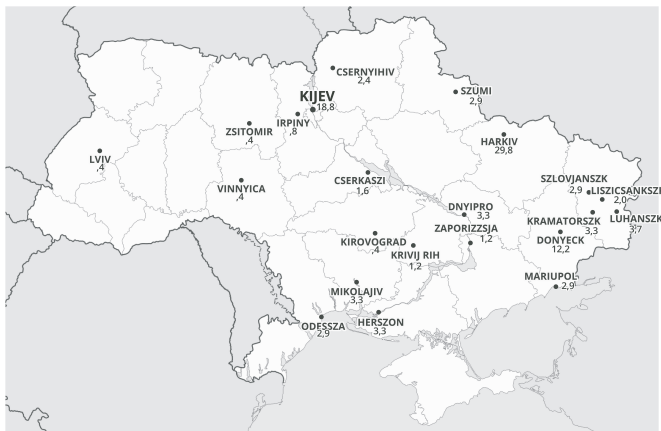 CSERNYIHIV
2,4
KIJEV
18,8
SZUMI
2,9
IRPINY
,8
ZSITOMIR
,4
HARKIV
29,8
LVIV
,4
CSERKASZI
1,6
VINNYICA
,4
SZLOVJANSZK
2,9
LISZICSANKSZK
2,0
DNYIPRO
3,3
KRAMATORSZK
3,3
LUHANSZK
3,7
ZAPORIZZSJA
1,2
DONYECK
12,2
KIROVOGRAD
,4
KRIVIJ RIH
1,2
MARIUPOL
2,9
MIKOLAJIV
3,3
ODESSZA
2,9
HERSZON
3,3